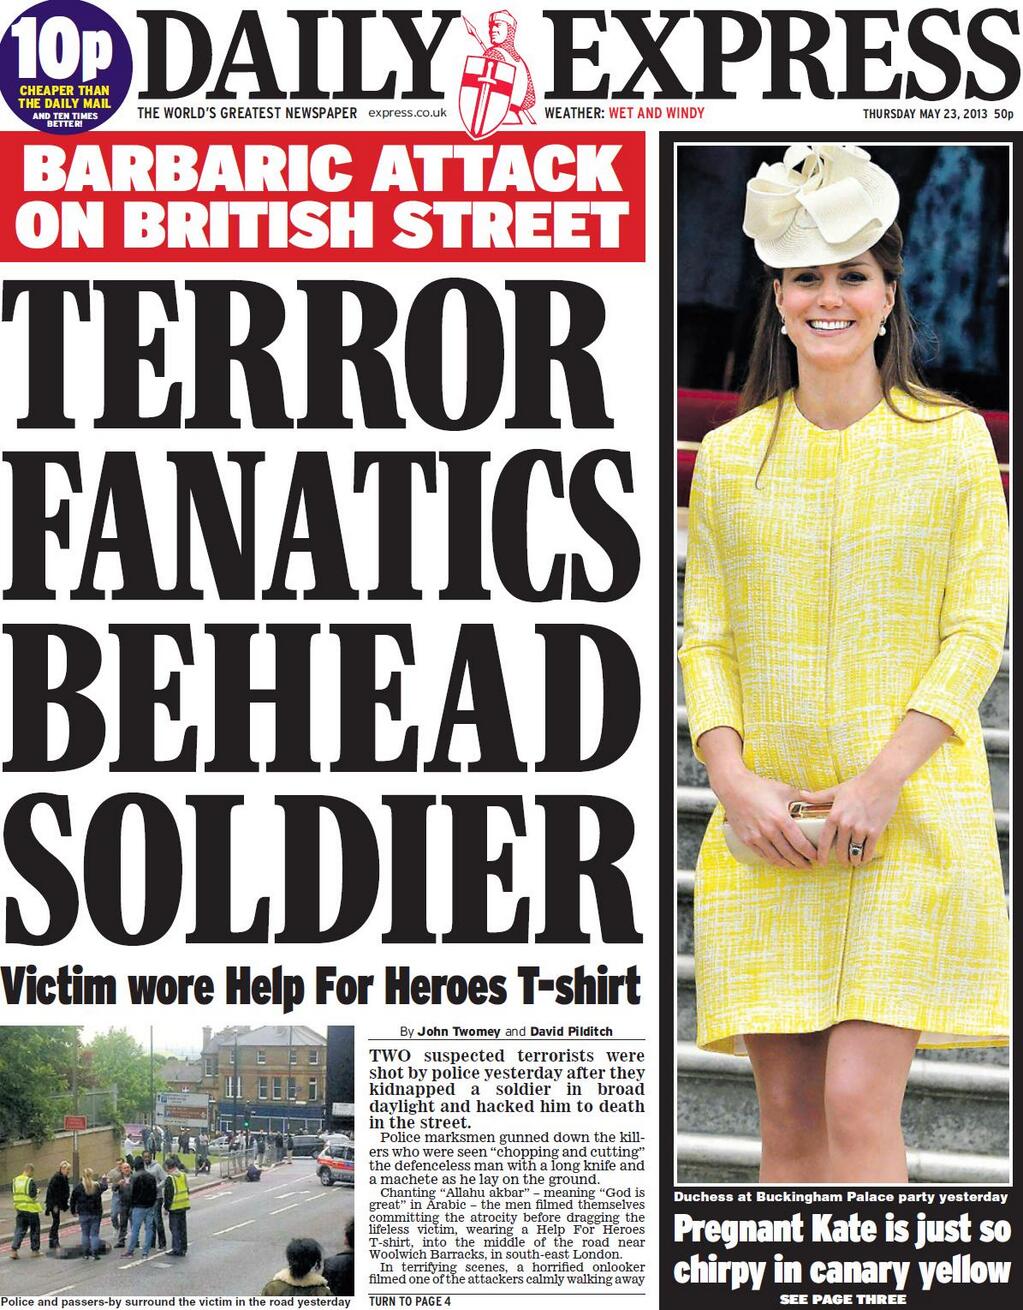 10p
CHEAPER THAN
THE DAILY MAIL
AND TEN TIMES
BETTER!
DAILY EXPRESS
THE WORLD'S GREATEST NEWSPAPER express.co.uk WEATHER: WET AND WINDY THURSDAY MAY 23, 2013 50p
BARBARIC ATTACK
ON BRITISH STREET
TERROR
FANATICS
BEHEAD
SOLDIER
Victim wore Help For Heroes T-shirt
Police and passers-by surround the victim in the road yesterday
By John Twomey and David Pilditch
TWO suspected terrorists were
shot by police yesterday after they
kidnapped a soldier in broad
daylight and hacked him to death
in the street.
Police marksmen gunned down the kill-
ers who were seen “chopping and cutting”
the defenceless man with a long knife and
a machete as he lay on the ground.
Chanting “Allahu akbar” – meaning “God is
great” in Arabic – the men filmed themselves
committing the atrocity before dragging the
lifeless victim, wearing a Help For Heroes
T-shirt, into the middle of the road near
Woolwich Barracks, in south-east London.
In terrifying scenes, a horrified onlooker
filmed one of the attackers calmly walking away
TURN TO PAGE 4
Duchess at Buckingham Palace party yesterday
Pregnant Kate is just so
chirpy in canary yellow
SEE PAGE THREE